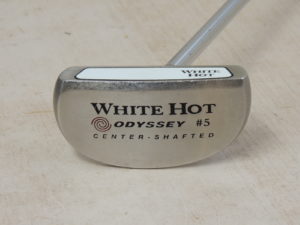 WHITE
HOT
WHITE HOT
ODYSSEY #5
CENTER-SHAFTED